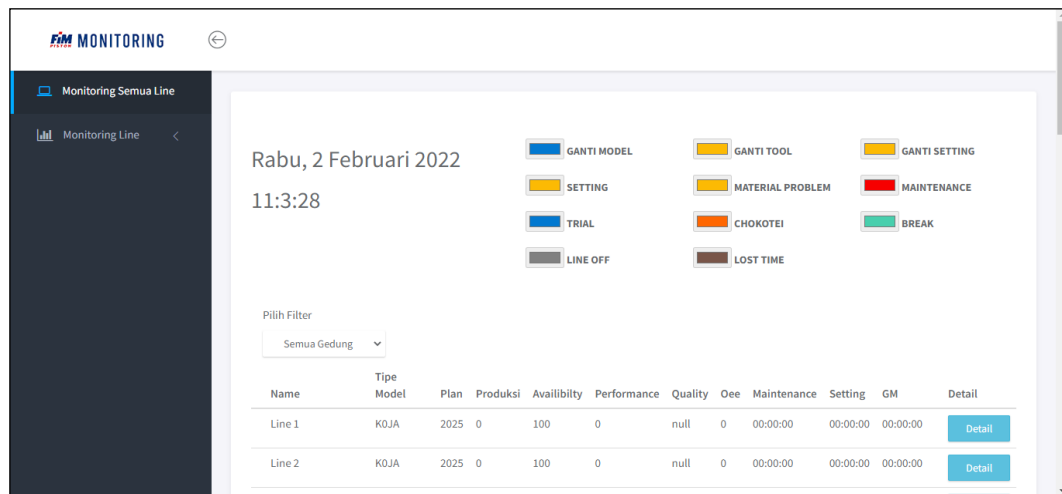 FiM PISTON MONITORING
Monitoring Semua Line
Monitoring Line
Rabu, 2 Februari 2022
11:3:28
GANTI MODEL GANTI TOOL GANTI SETTING
SETTING MATERIAL PROBLEM MAINTENANCE
TRIAL CHOKOTEI BREAK
LINE OFF LOST TIME
Pilih Filter
Semua Gedung
Name Tipe Model Plan Produksi Availibilty Performance Quality Oee Maintenance Setting GM Detail
Line 1 K0JA 2025 0 100 0 null 0 00:00:00 00:00:00 00:00:00 Detail
Line 2 K0JA 2025 0 100 0 null 0 00:00:00 00:00:00 00:00:00 Detail